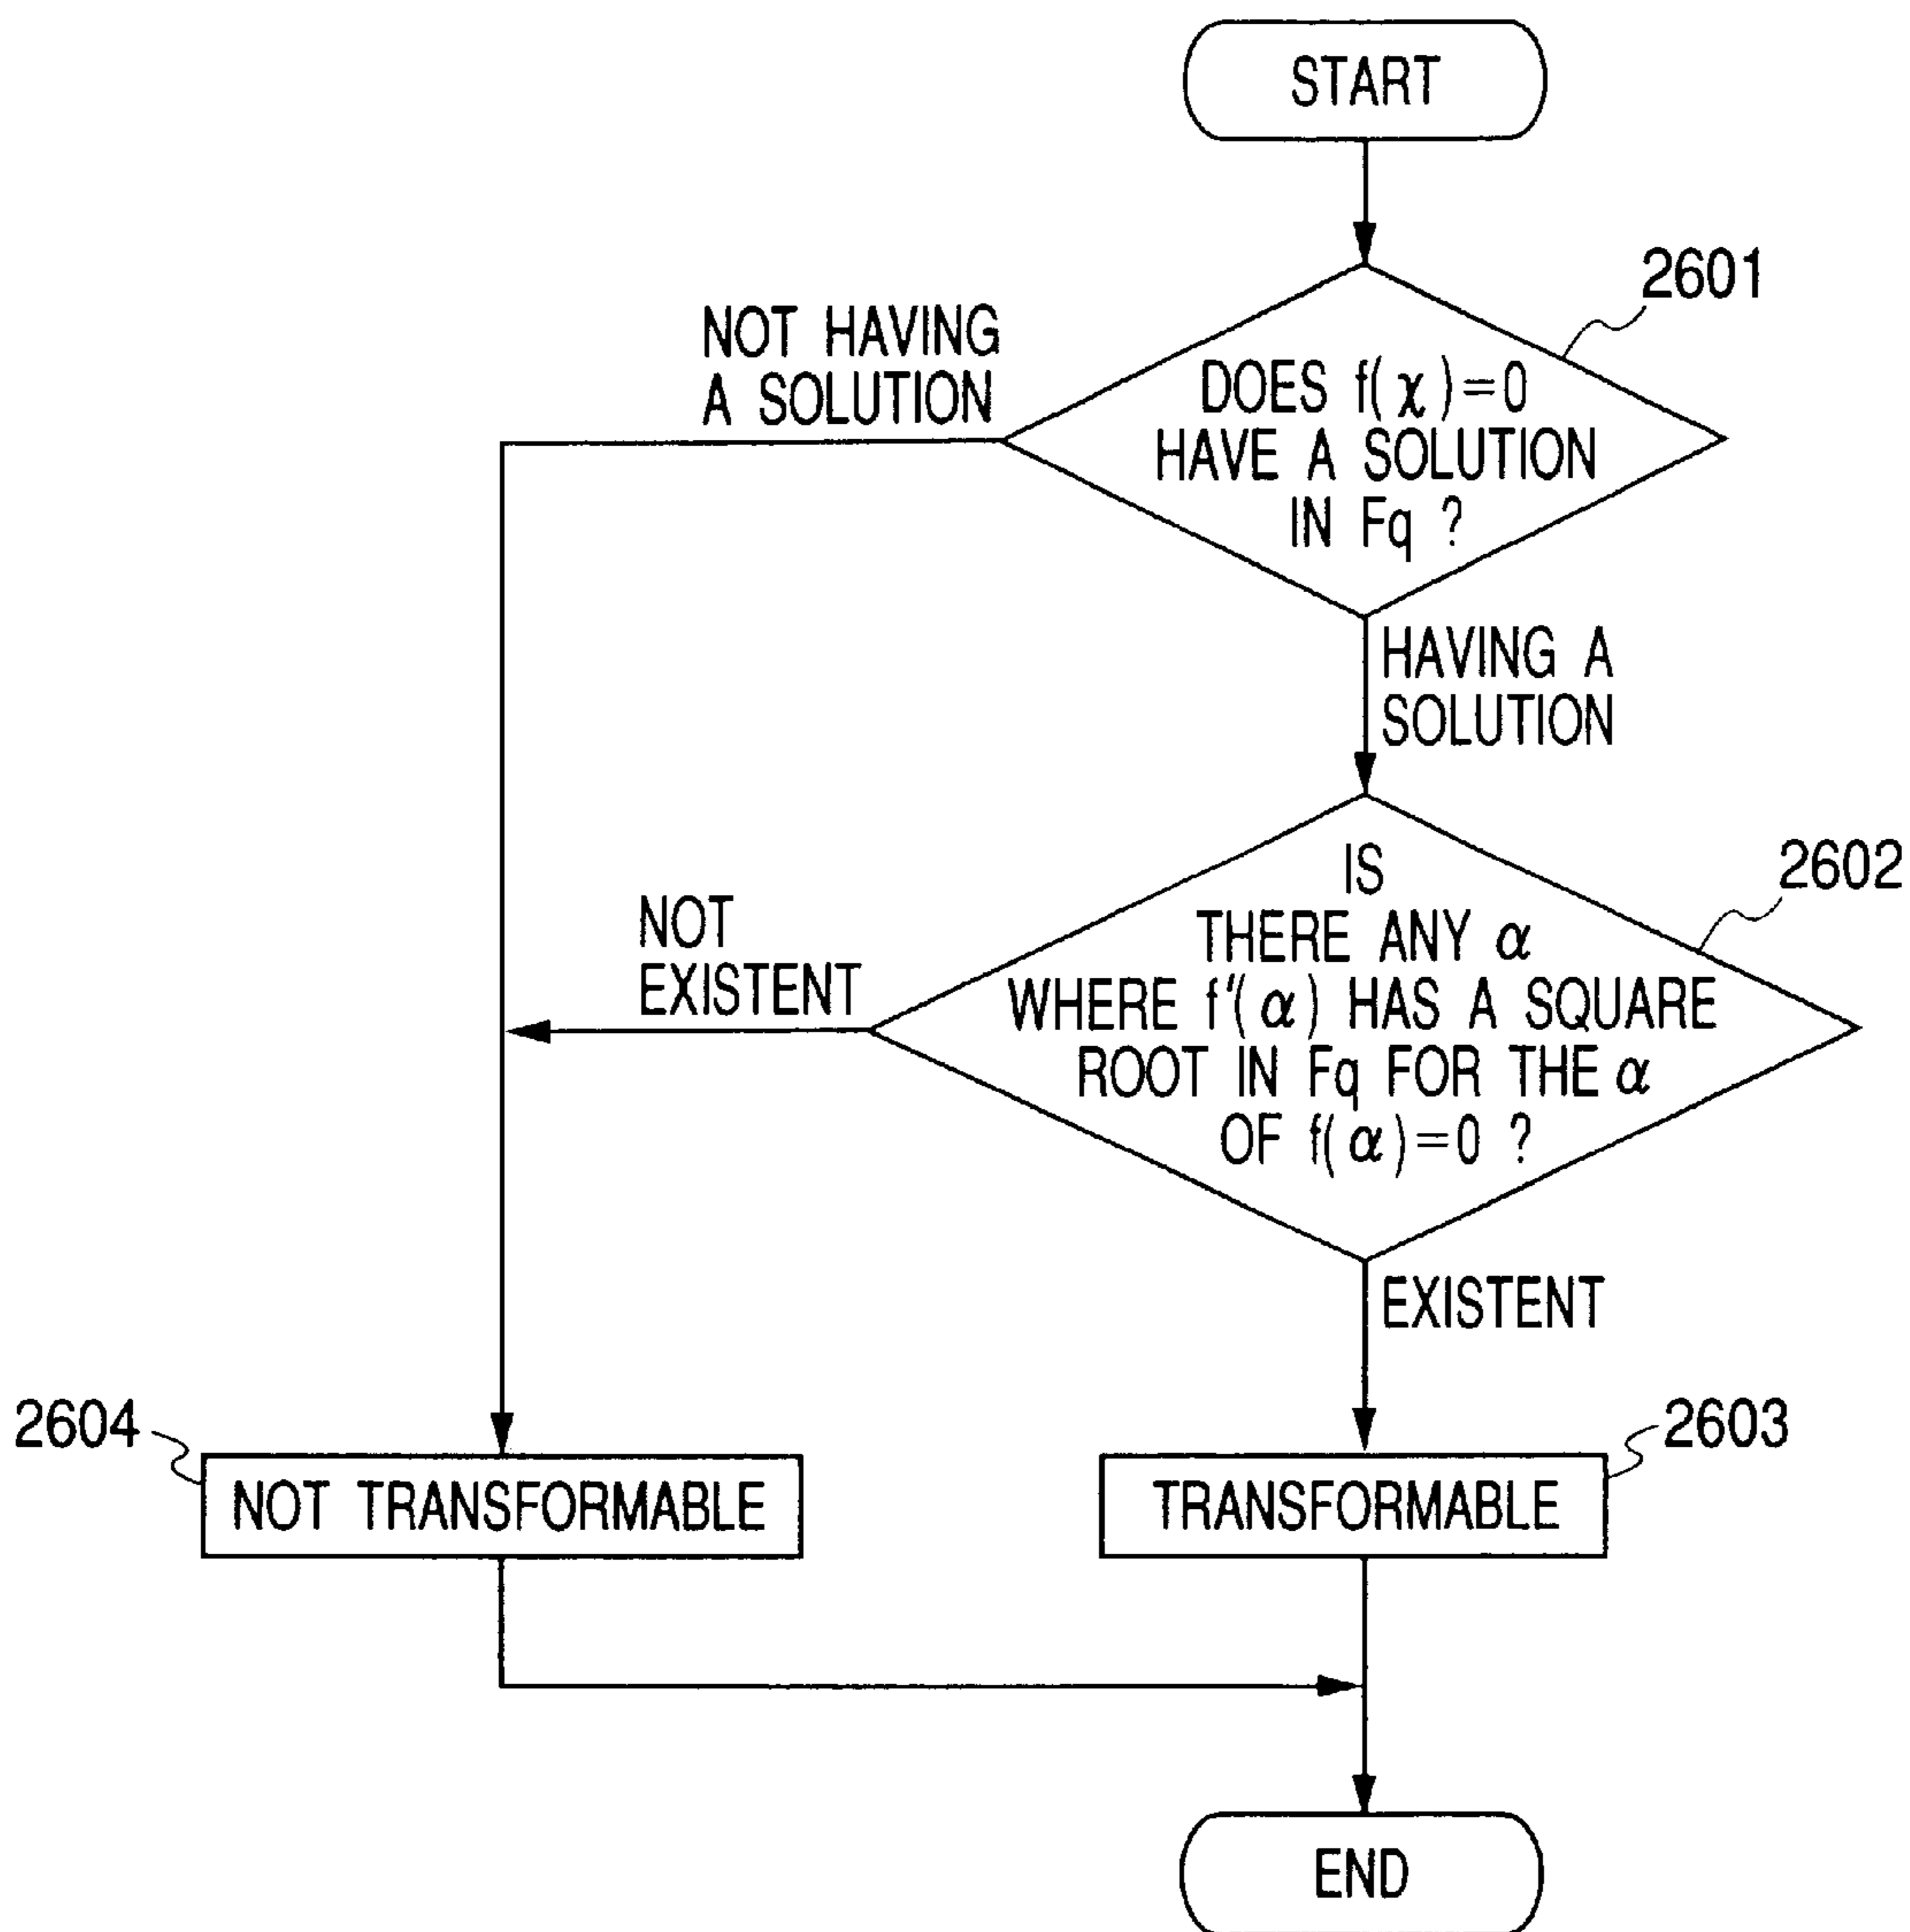 START
2601
NOT HAVING
A SOLUTION
DOES f(χ)=0
HAVE A SOLUTION
IN Fq ?
HAVING A
SOLUTION
2602
IS
THERE ANY α
WHERE f'(α) HAS A SQUARE
ROOT IN Fq FOR THE α
OF f(α)=0 ?
NOT
EXISTENT
EXISTENT
2604
NOT TRANSFORMABLE
2603
TRANSFORMABLE
END